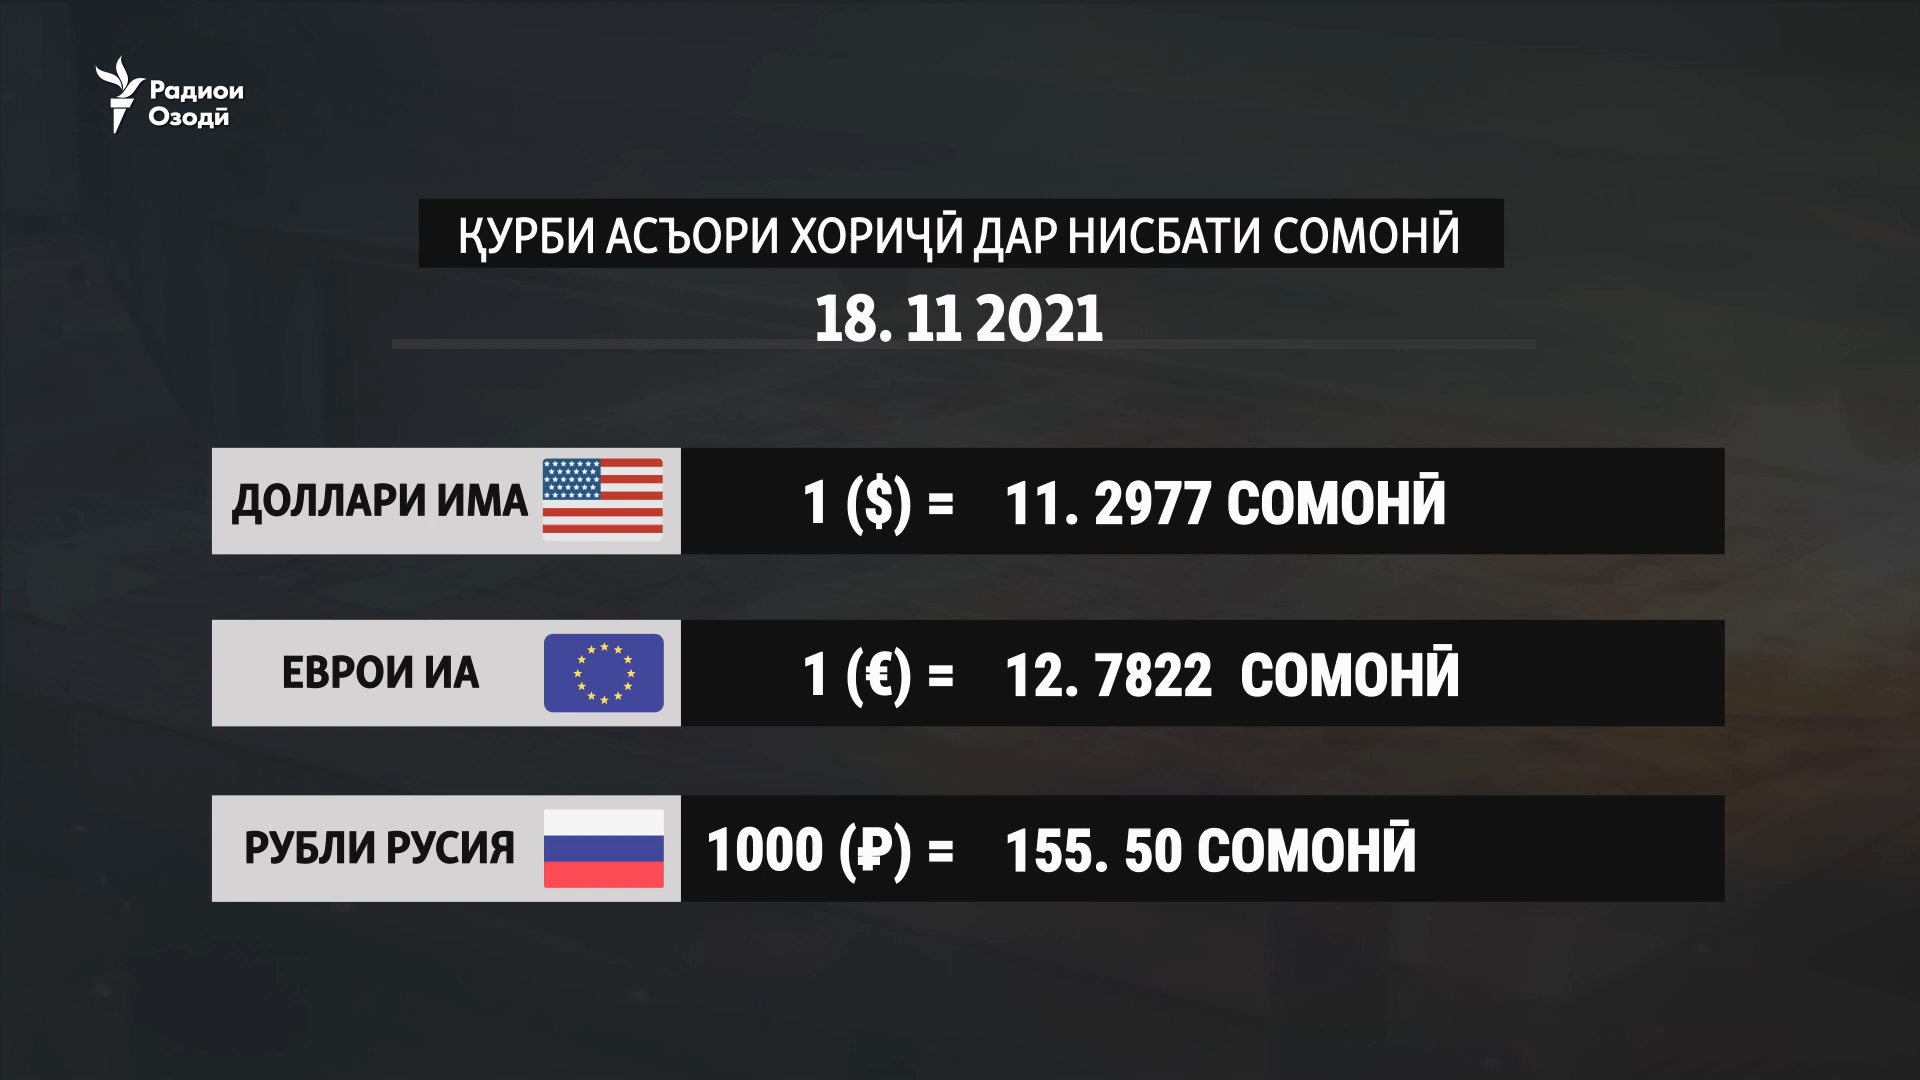 Радиои
Озодӣ
ҚУРБИ АСЪОРИ ХОРИҶӢ ДАР НИСБАТИ СОМОНӢ
18. 11 2021
ДОЛЛАРИ ИМА 1 ($) = 11. 2977 СОМОНӢ
ЕВРОИ ИА 1 (€) = 12. 7822 СОМОНӢ
РУБЛИ РУСИЯ 1000 (₽) = 155. 50 СОМОНӢ